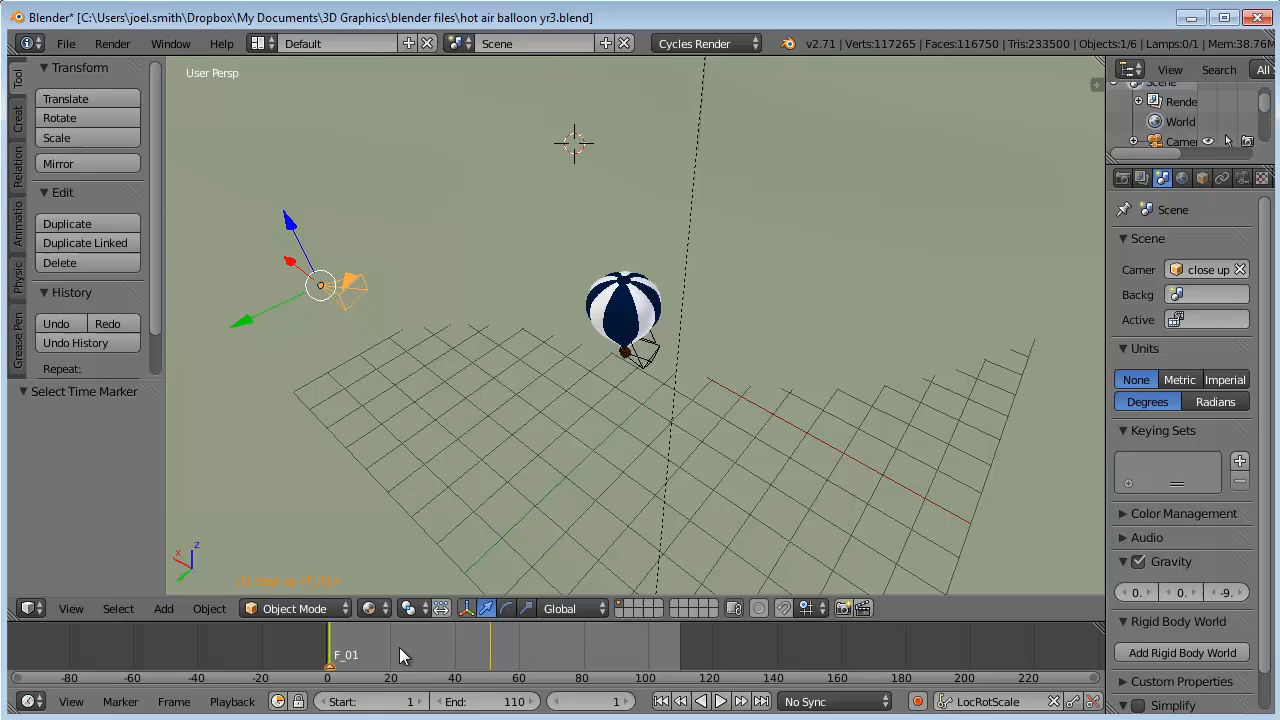 Blender* [C:\Users\joel.smith\Dropbox\My Documents\3D Graphics\blender files\hot air balloon yr3.blend]
File Render Window Help Default Scene Cycles Render v2.71 | Verts:117265 | Faces:116750 | Tris:233500 | Objects:1/6 | Lamps:0/1 | Mem:38.76M
Tool
Creat
Relation
Animatio
Physic
Grease Pen
Transform
Translate
Rotate
Scale
Mirror
Edit
Duplicate
Duplicate Linked
Delete
History
Undo Redo
Undo History
Repeat:
Select Time Marker
User Persp
x z
View Select Add Object Object Mode Global
F_01
-80 -60 -40 -20 0 20 40 60 80 100 120 140 160 180 200 220
View Marker Frame Playback Start: 1 End: 110 1 No Sync LocRotScale
View Search All
Scene
Rende
World
Camer
Scene
Scene
Camer close up
Backg
Active
Units
None Metric Imperial
Degrees Radians
Keying Sets
Color Management
Audio
Gravity
0. 0. -9.
Rigid Body World
Add Rigid Body World
Custom Properties
Simplify